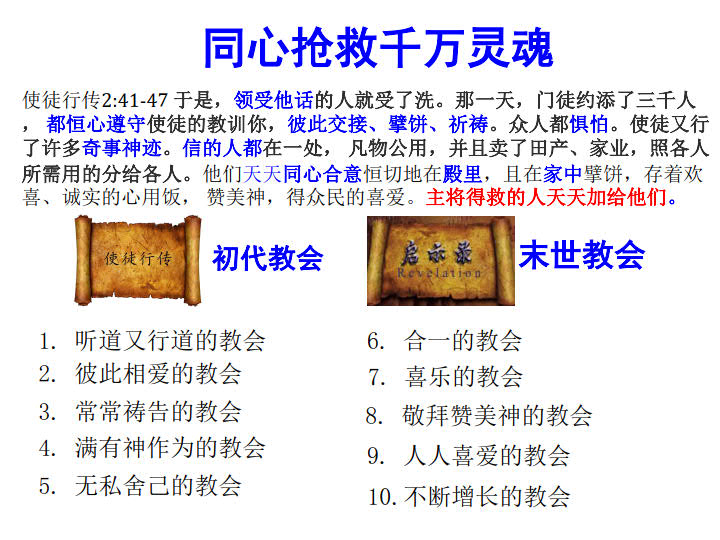 同心抢救千万灵魂
使徒行传2:41-47 于是，领受他话的人就受了洗。那一天，门徒约添了三千人
， 都恒心遵守使徒的教训你，彼此交接、擘饼、祈祷。众人都惧怕。使徒又行
了许多奇事神迹。信的人都在一处， 凡物公用，并且卖了田产、家业，照各人
所需用的分给各人。他们天天同心合意恒切地在殿里，且在家中擘饼，存着欢
喜、诚实的心用饭， 赞美神，得众民的喜爱。主将得救的人天天加给他们。
使徒行传
初代教会
启示录
Revelation
末世教会
1. 听道又行道的教会
2. 彼此相爱的教会
3. 常常祷告的教会
4. 满有神作为的教会
5. 无私舍己的教会
6. 合一的教会
7. 喜乐的教会
8. 敬拜赞美神的教会
9. 人人喜爱的教会
10.不断增长的教会